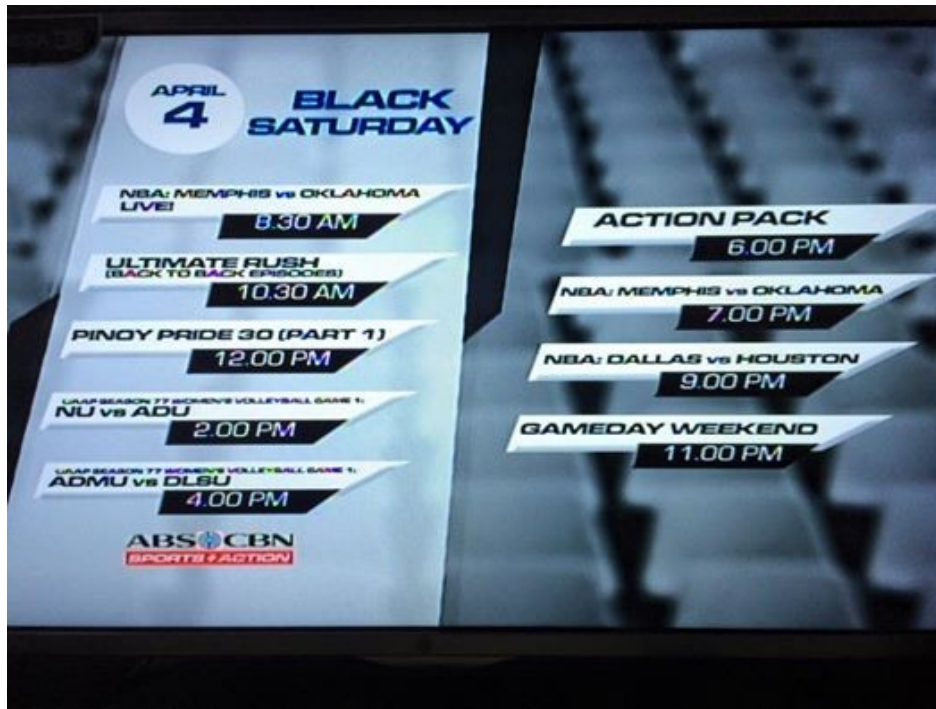 APRIL
4
BLACK
SATURDAY
NBA: MEMPHIS vs OKLAHOMA
LIVE!
8.30 AM
ULTIMATE RUSH
(BACK TO BACK EPISODES)
10.30 AM
PINOY PRIDE 30 (PART 1)
12.00 PM
UAAP SEASON 77 WOMEN'S VOLLEYBALL GAME 1:
NU vs ADU
2.00 PM
UAAP SEASON 77 WOMEN'S VOLLEYBALL GAME 1:
ADMU vs DLSU
4.00 PM
ABS CBN
SPORTS+ACTION
ACTION PACK
6.00 PM
NBA: MEMPHIS vs OKLAHOMA
7.00 PM
NBA: DALLAS vs HOUSTON
9.00 PM
GAMEDAY WEEKEND
11.00 PM